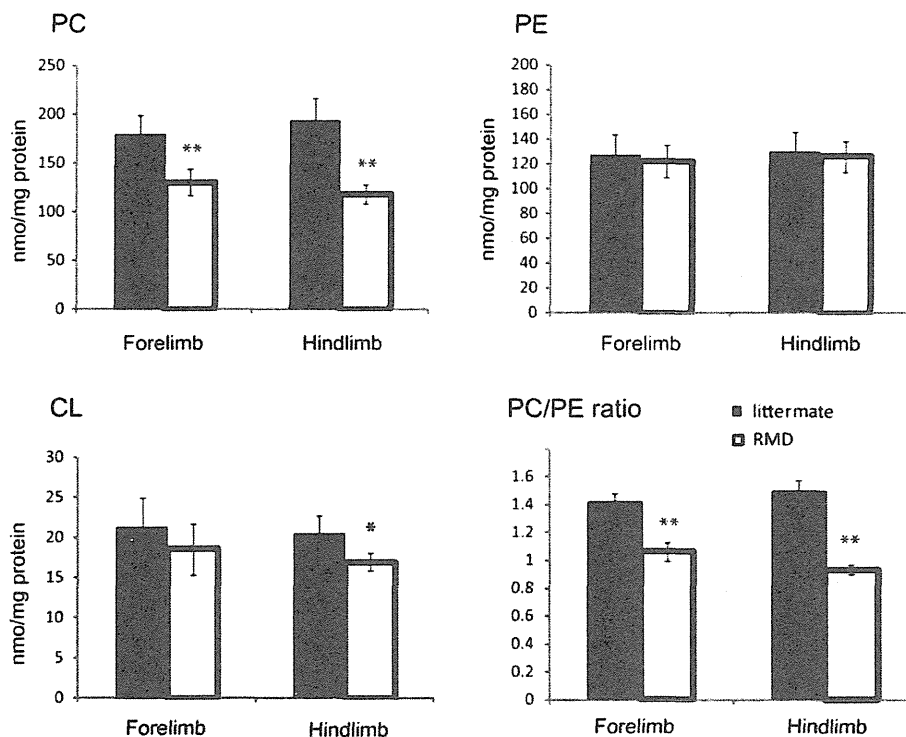 PC
250
200
150
100
50
0
nmo/mg protein
**
**
Forelimb
Hindlimb
PE
200
180
160
140
120
100
80
60
40
20
0
nmo/mg protein
Forelimb
Hindlimb
CL
30
25
20
15
10
5
0
nmo/mg protein
*
Forelimb
Hindlimb
PC/PE ratio
littermate
RMD
1.6
1.4
1.2
1
0.8
0.6
0.4
0.2
0
**
**
Forelimb
Hindlimb